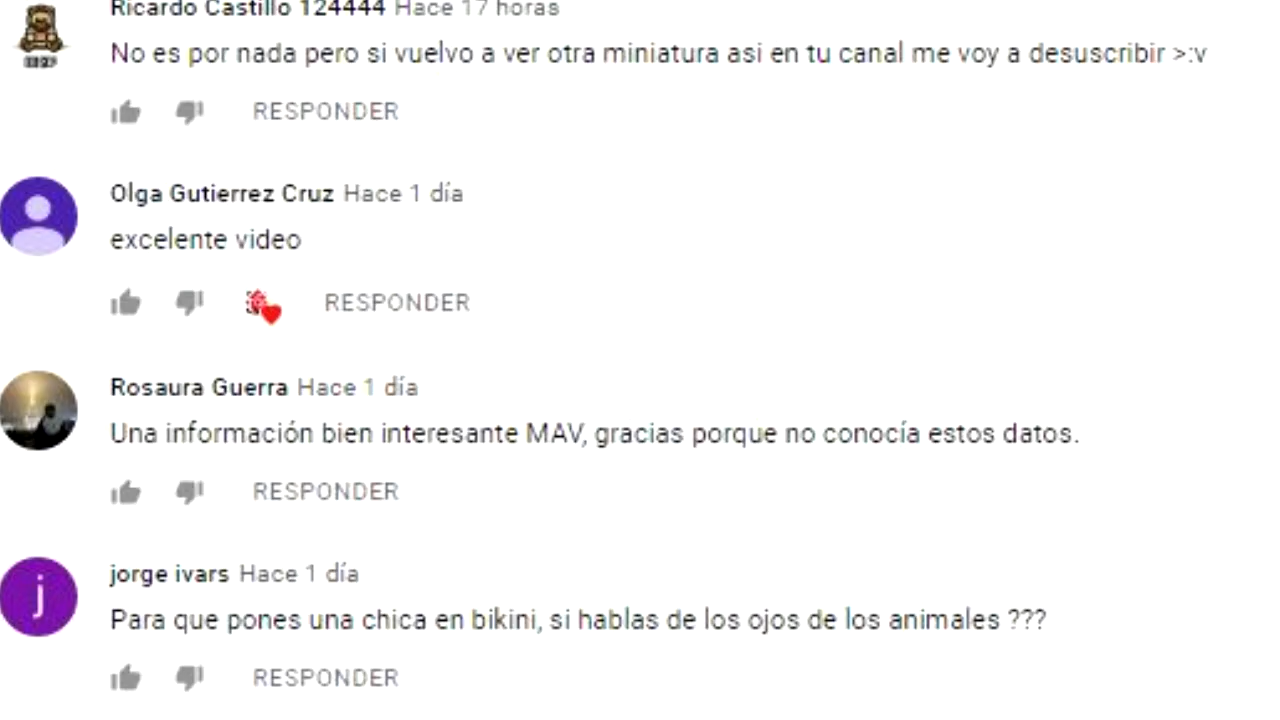 Ricardo Castillo 124444 Hace 17 horas
No es por nada pero si vuelvo a ver otra miniatura asi en tu canal me voy a desuscribir >:v
RESPONDER
Olga Gutierrez Cruz Hace 1 día
excelente video
RESPONDER
Rosaura Guerra Hace 1 día
Una información bien interesante MAV, gracias porque no conocía estos datos.
RESPONDER
j
jorge ivars Hace 1 día
Para que pones una chica en bikini, si hablas de los ojos de los animales ???
RESPONDER